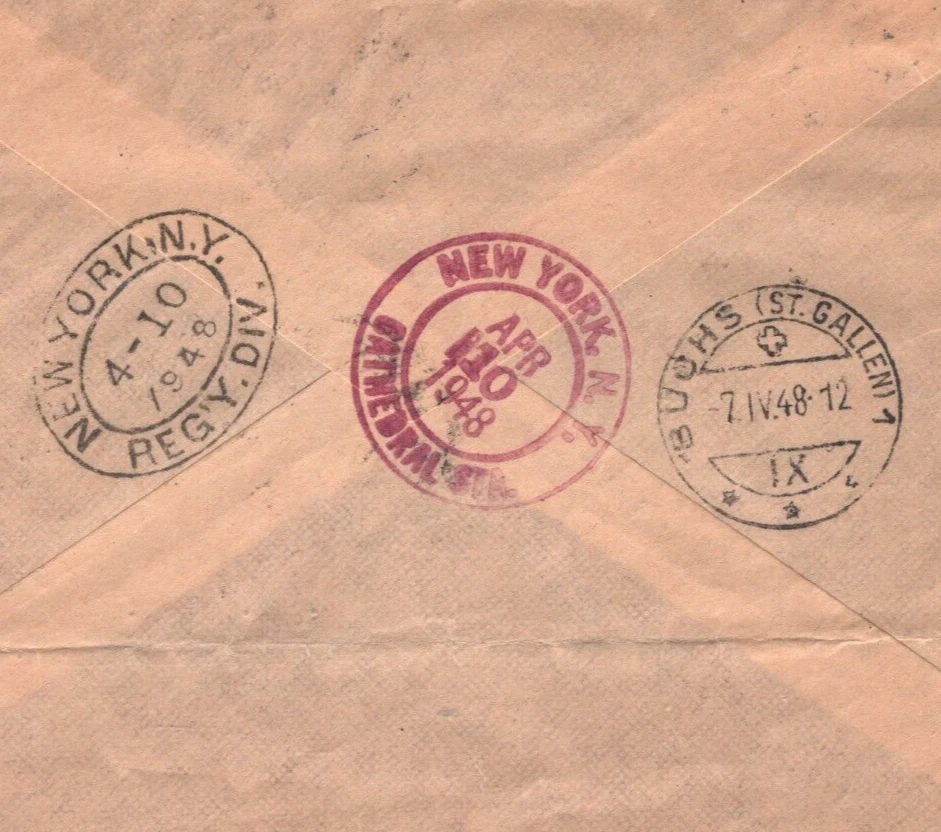 NEW YORK, N.Y.
4-10
1948
REG'Y. DIV.
NEW YORK, N.Y.
APR
10
1948
CATHEDRAL STA.
BUCHS (ST. GALLEN) 1
-7.IV.48-12
IX